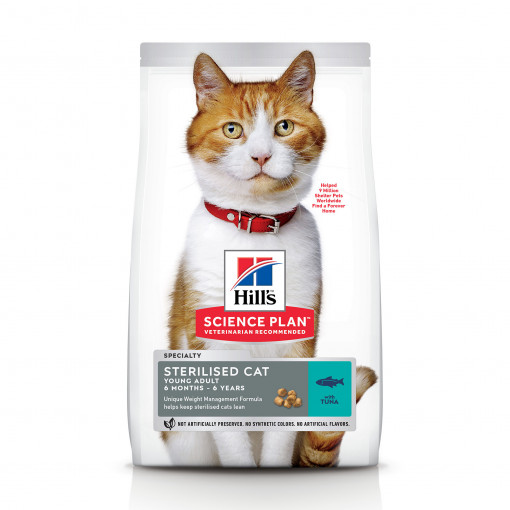 Helped
9 Million
Shelter Pets
Worldwide
Find a Forever
Home
Hill's
SCIENCE PLAN™
VETERINARIAN RECOMMENDED
SPECIALTY
STERILISED CAT
YOUNG ADULT
6 MONTHS - 6 YEARS
Unique Weight Management Formula
helps keep sterilised cats lean
with
TUNA
NOT ARTIFICIALLY PRESERVED. NO SYNTHETIC COLORS. NO ARTIFICIAL FLAVORS.